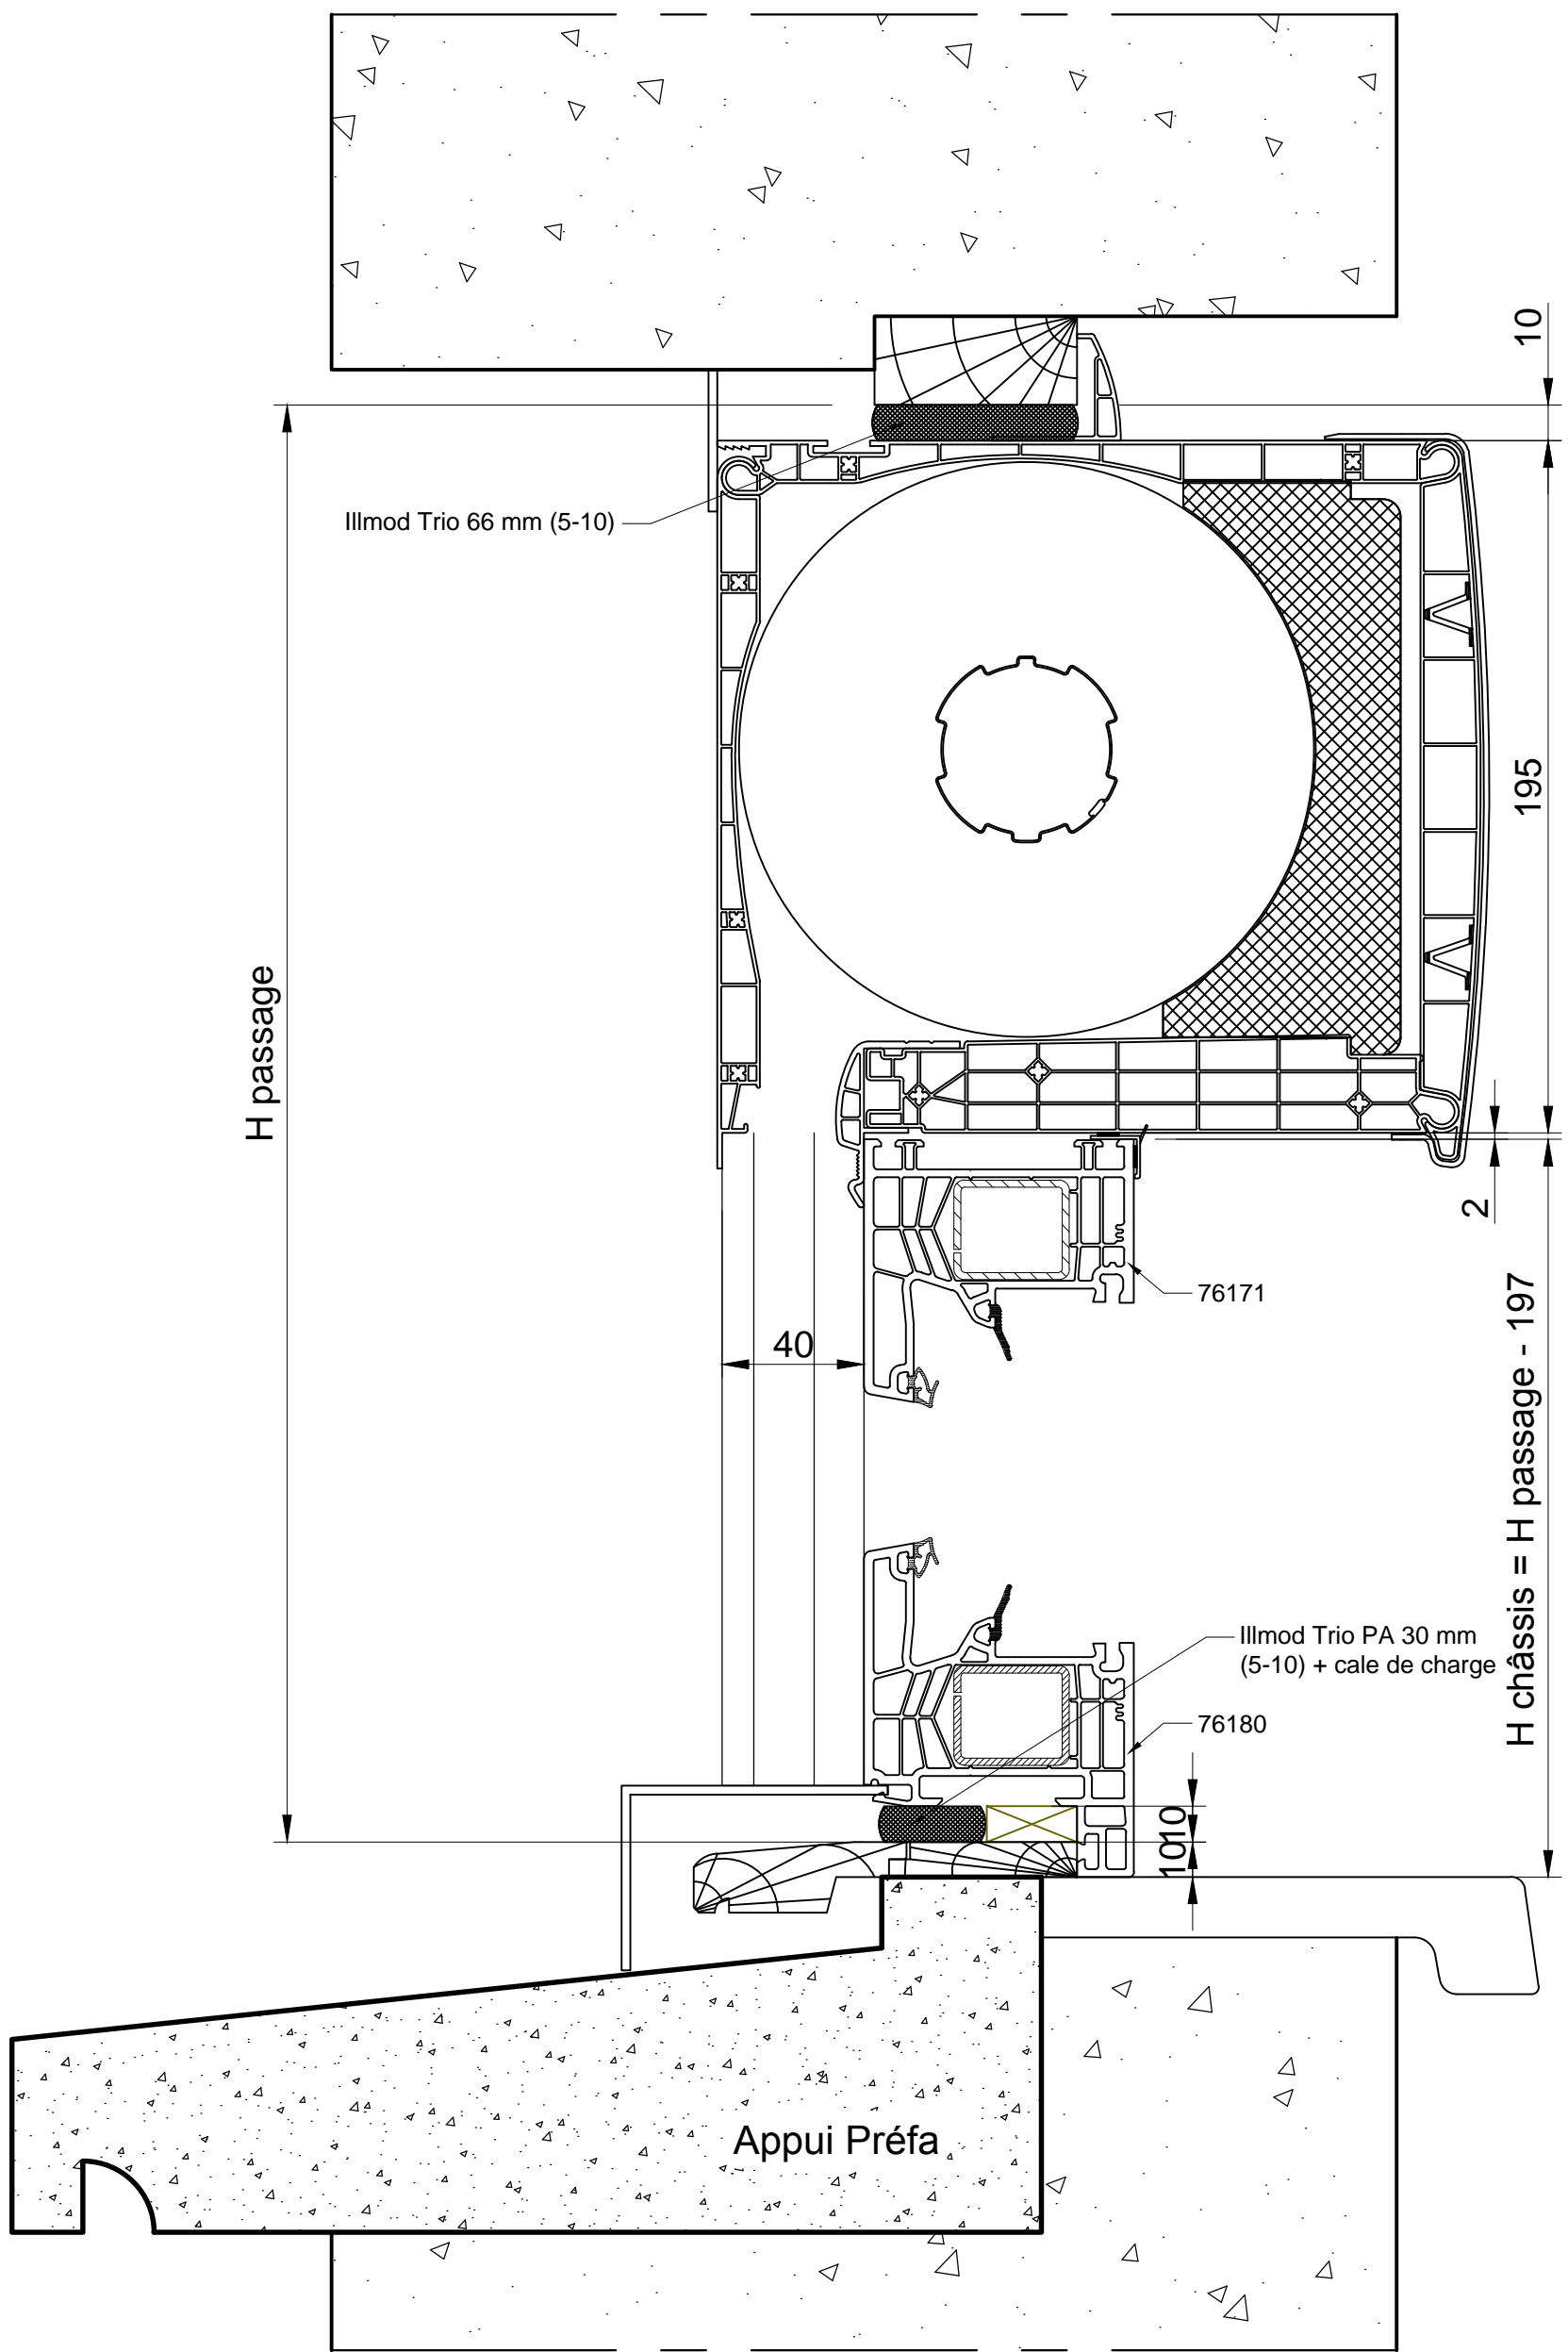 10
Illmod Trio 66 mm (5-10)
195
H passage
2
76171
40
H châssis = H passage - 197
Illmod Trio PA 30 mm
(5-10) + cale de charge
76180
10
10
Appui Préfa